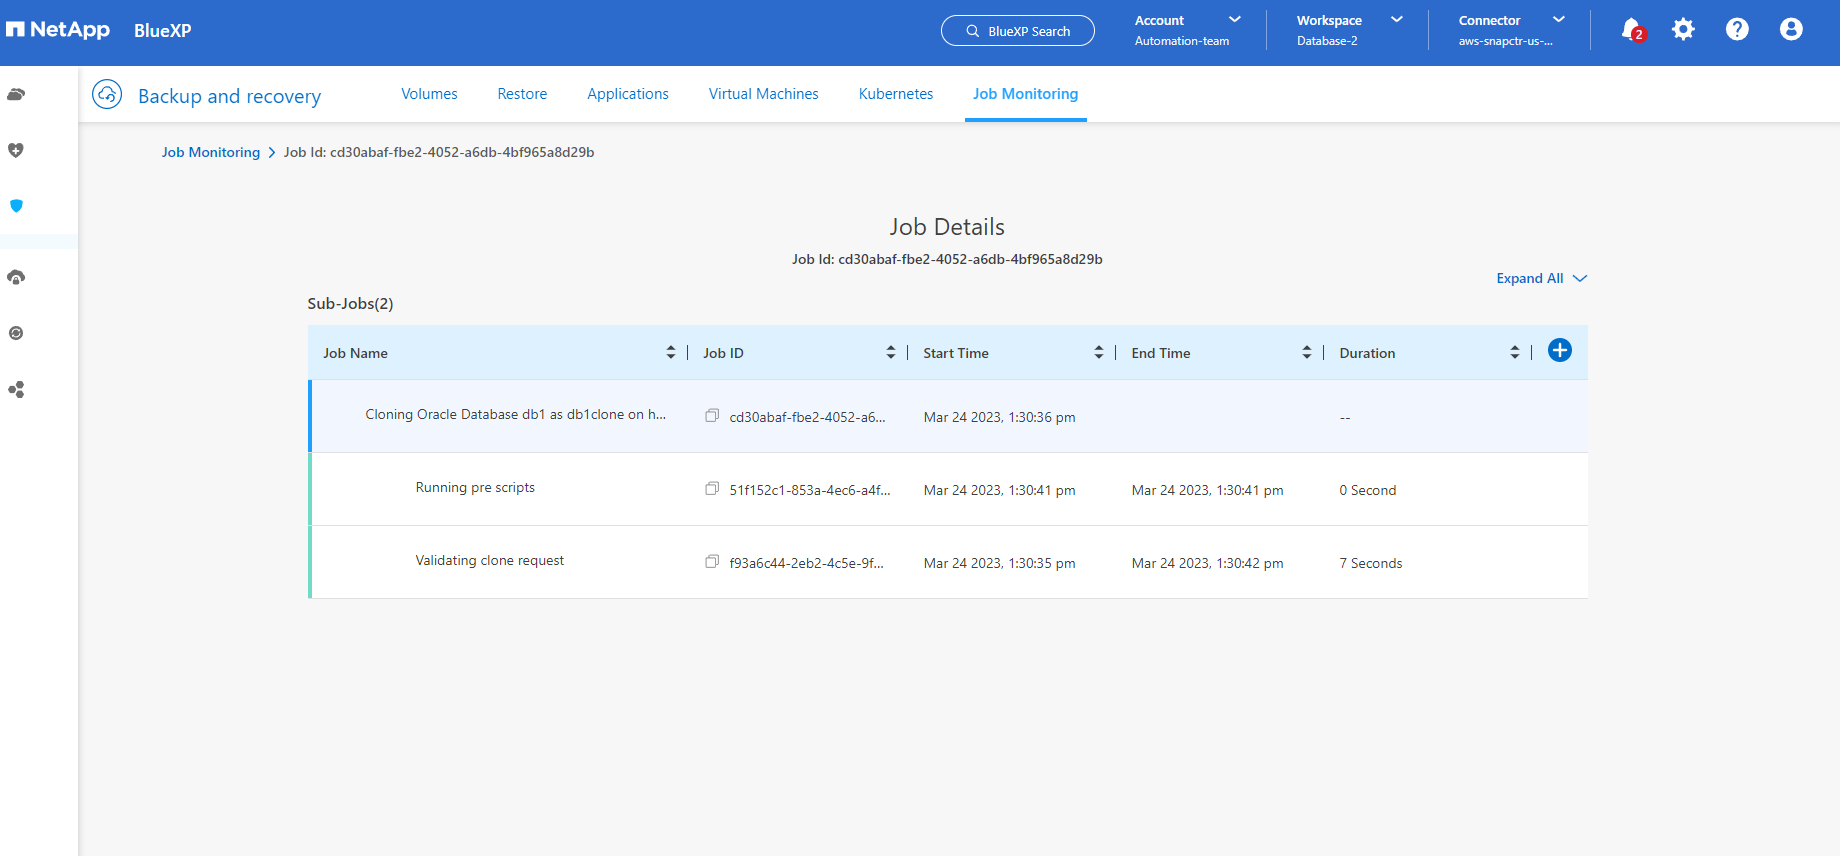 NetApp BlueXP
BlueXP Search
Account
Automation-team
Workspace
Database-2
Connector
aws-snapctr-us-...
2
Backup and recovery
Volumes Restore Applications Virtual Machines Kubernetes Job Monitoring
Job Monitoring > Job Id: cd30abaf-fbe2-4052-a6db-4bf965a8d29b
Job Details
Job Id: cd30abaf-fbe2-4052-a6db-4bf965a8d29b
Expand All
Sub-Jobs(2)
Job Name Job ID Start Time End Time Duration
Cloning Oracle Database db1 as db1clone on h... cd30abaf-fbe2-4052-a6... Mar 24 2023, 1:30:36 pm --
Running pre scripts 51f152c1-853a-4ec6-a4f... Mar 24 2023, 1:30:41 pm Mar 24 2023, 1:30:41 pm 0 Second
Validating clone request f93a6c44-2eb2-4c5e-9f... Mar 24 2023, 1:30:35 pm Mar 24 2023, 1:30:42 pm 7 Seconds